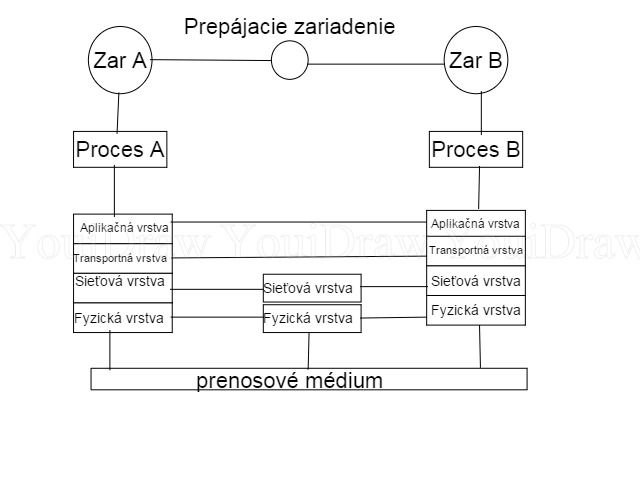 Prepájacie zariadenie
Zar A
Zar B
Proces A
Proces B
Aplikačná vrstva
Aplikačná vrstva
Transportná vrstva
Transportná vrstva
YouiDraw YouiDraw YouiDraw
Sieťová vrstva
Sieťová vrstva
Sieťová vrstva
Fyzická vrstva
Fyzická vrstva
Fyzická vrstva
prenosové médium